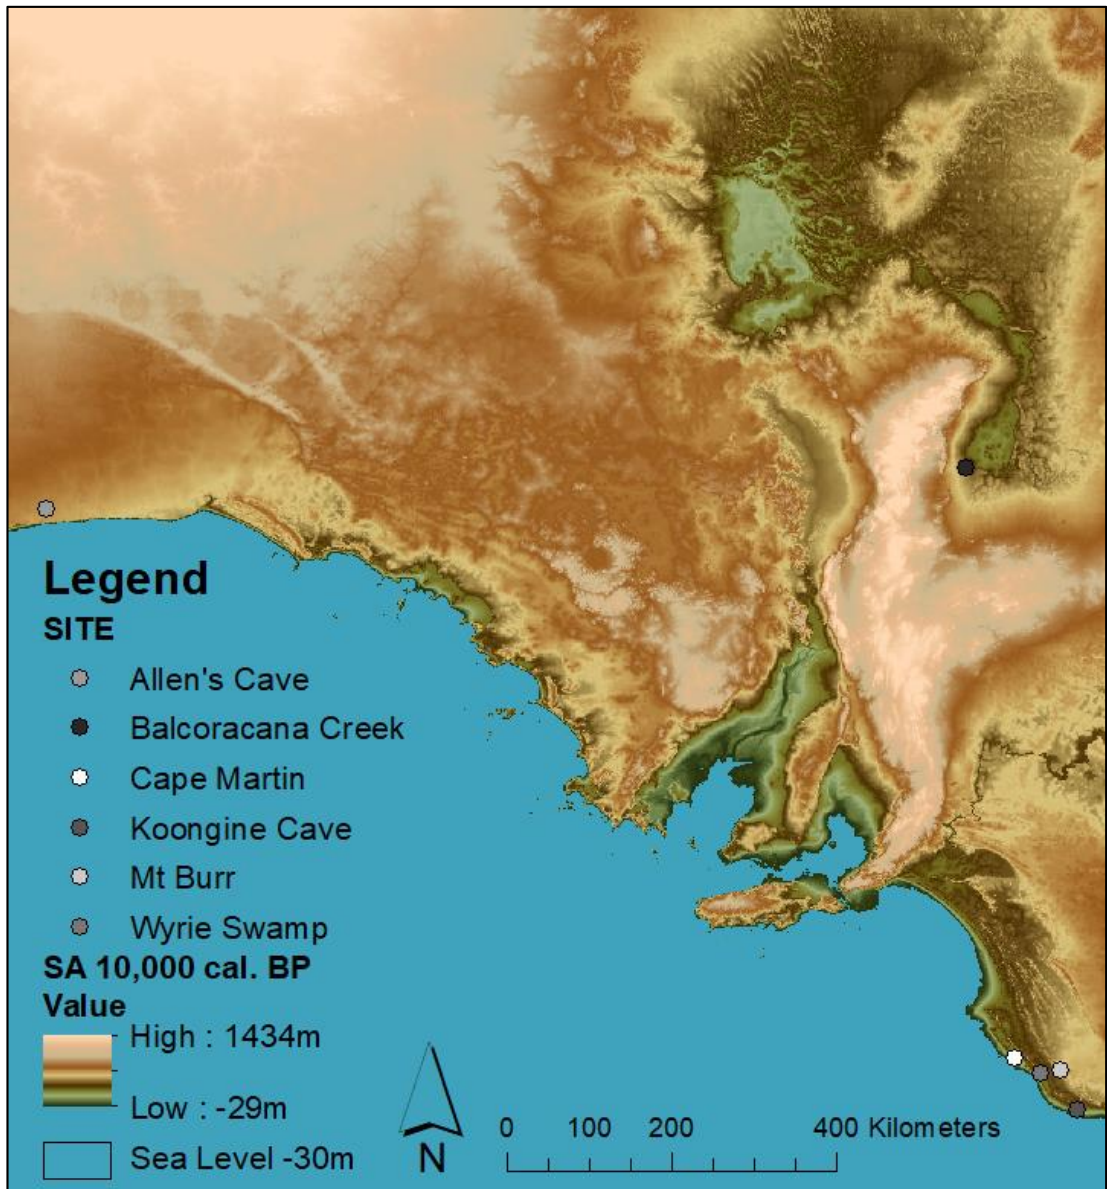 Legend
SITE
Allen's Cave
Balcoracana Creek
Cape Martin
Koongine Cave
Mt Burr
Wyrie Swamp
SA 10,000 cal. BP
Value
High : 1434m
Low : -29m
Sea Level -30m
N
0 100 200 400 Kilometers